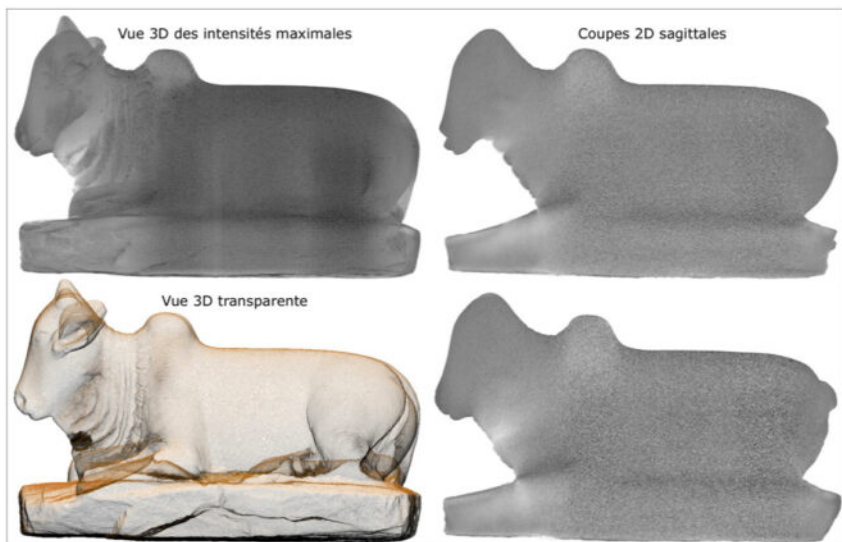 Vue 3D des intensités maximales
Coupes 2D sagittales
Vue 3D transparente